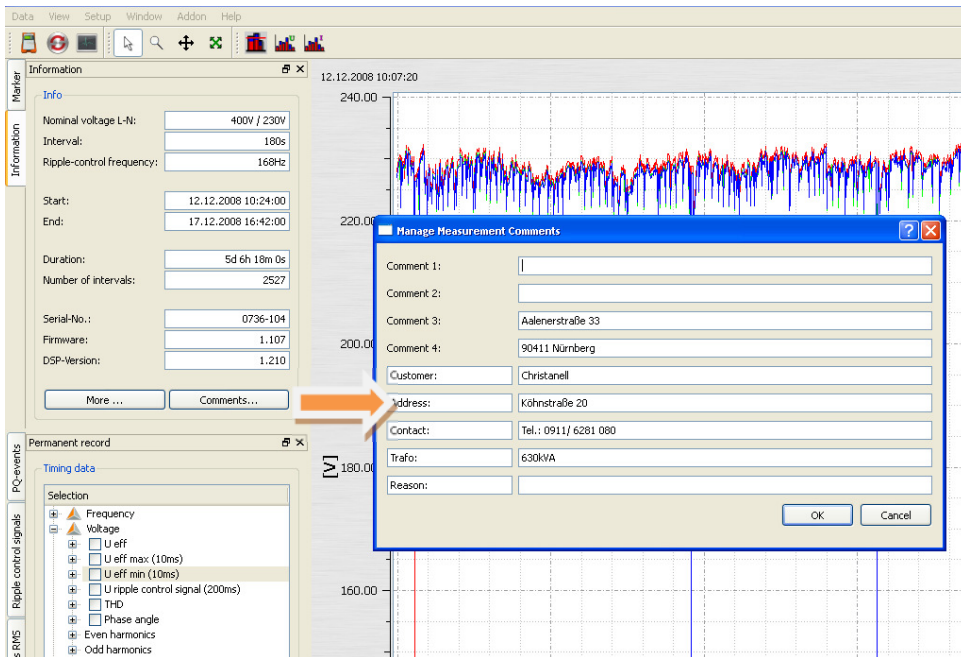 Data View Setup Window Addon Help
Marker
Information
Information
Info
Nominal voltage L-N: 400V / 230V
Interval: 180s
Ripple-control frequency: 168Hz
Start: 12.12.2008 10:24:00
End: 17.12.2008 16:42:00
Duration: 5d 6h 18m 0s
Number of intervals: 2527
Serial-No.: 0736-104
Firmware: 1.107
DSP-Version: 1.210
More ... Comments...
PQ-events
Ripple control signals
s RMS
Permanent record
Timing data
Selection
Frequency
Voltage
U eff
U eff max (10ms)
U eff min (10ms)
U ripple control signal (200ms)
THD
Phase angle
Even harmonics
Odd harmonics
12.12.2008 10:07:20
240.00
220.00
200.00
[V] 180.00
160.00
Manage Measurement Comments
Comment 1:
Comment 2:
Comment 3: Aalenerstraße 33
Comment 4: 90411 Nürnberg
Customer: Christanell
Address: Köhnstraße 20
Contact: Tel.: 0911/ 6281 080
Trafo: 630kVA
Reason:
OK Cancel